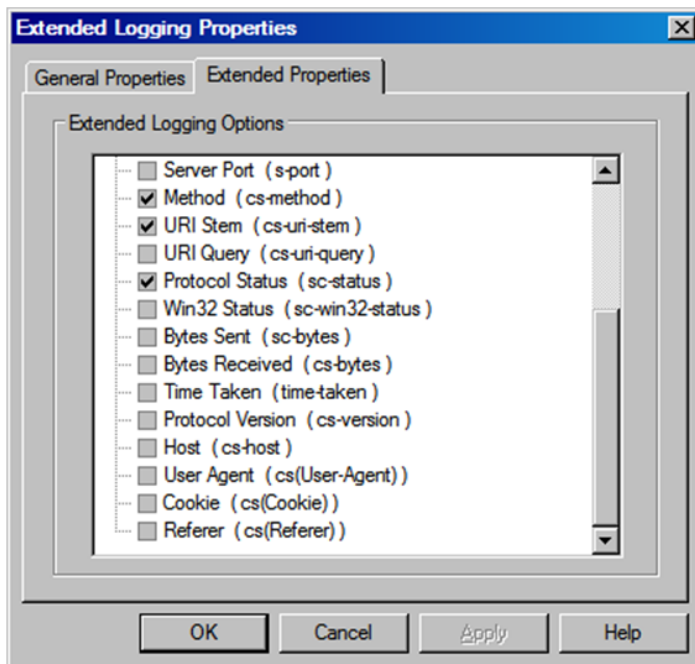 Extended Logging Properties
General Properties
Extended Properties
Extended Logging Options
Server Port ( s-port )
Method ( cs-method )
URI Stem ( cs-uri-stem )
URI Query ( cs-uri-query )
Protocol Status ( sc-status )
Win32 Status ( sc-win32-status )
Bytes Sent ( sc-bytes )
Bytes Received ( cs-bytes )
Time Taken ( time-taken )
Protocol Version ( cs-version )
Host ( cs-host )
User Agent ( cs(User-Agent) )
Cookie ( cs(Cookie) )
Referer ( cs(Referer) )
OK
Cancel
Apply
Help